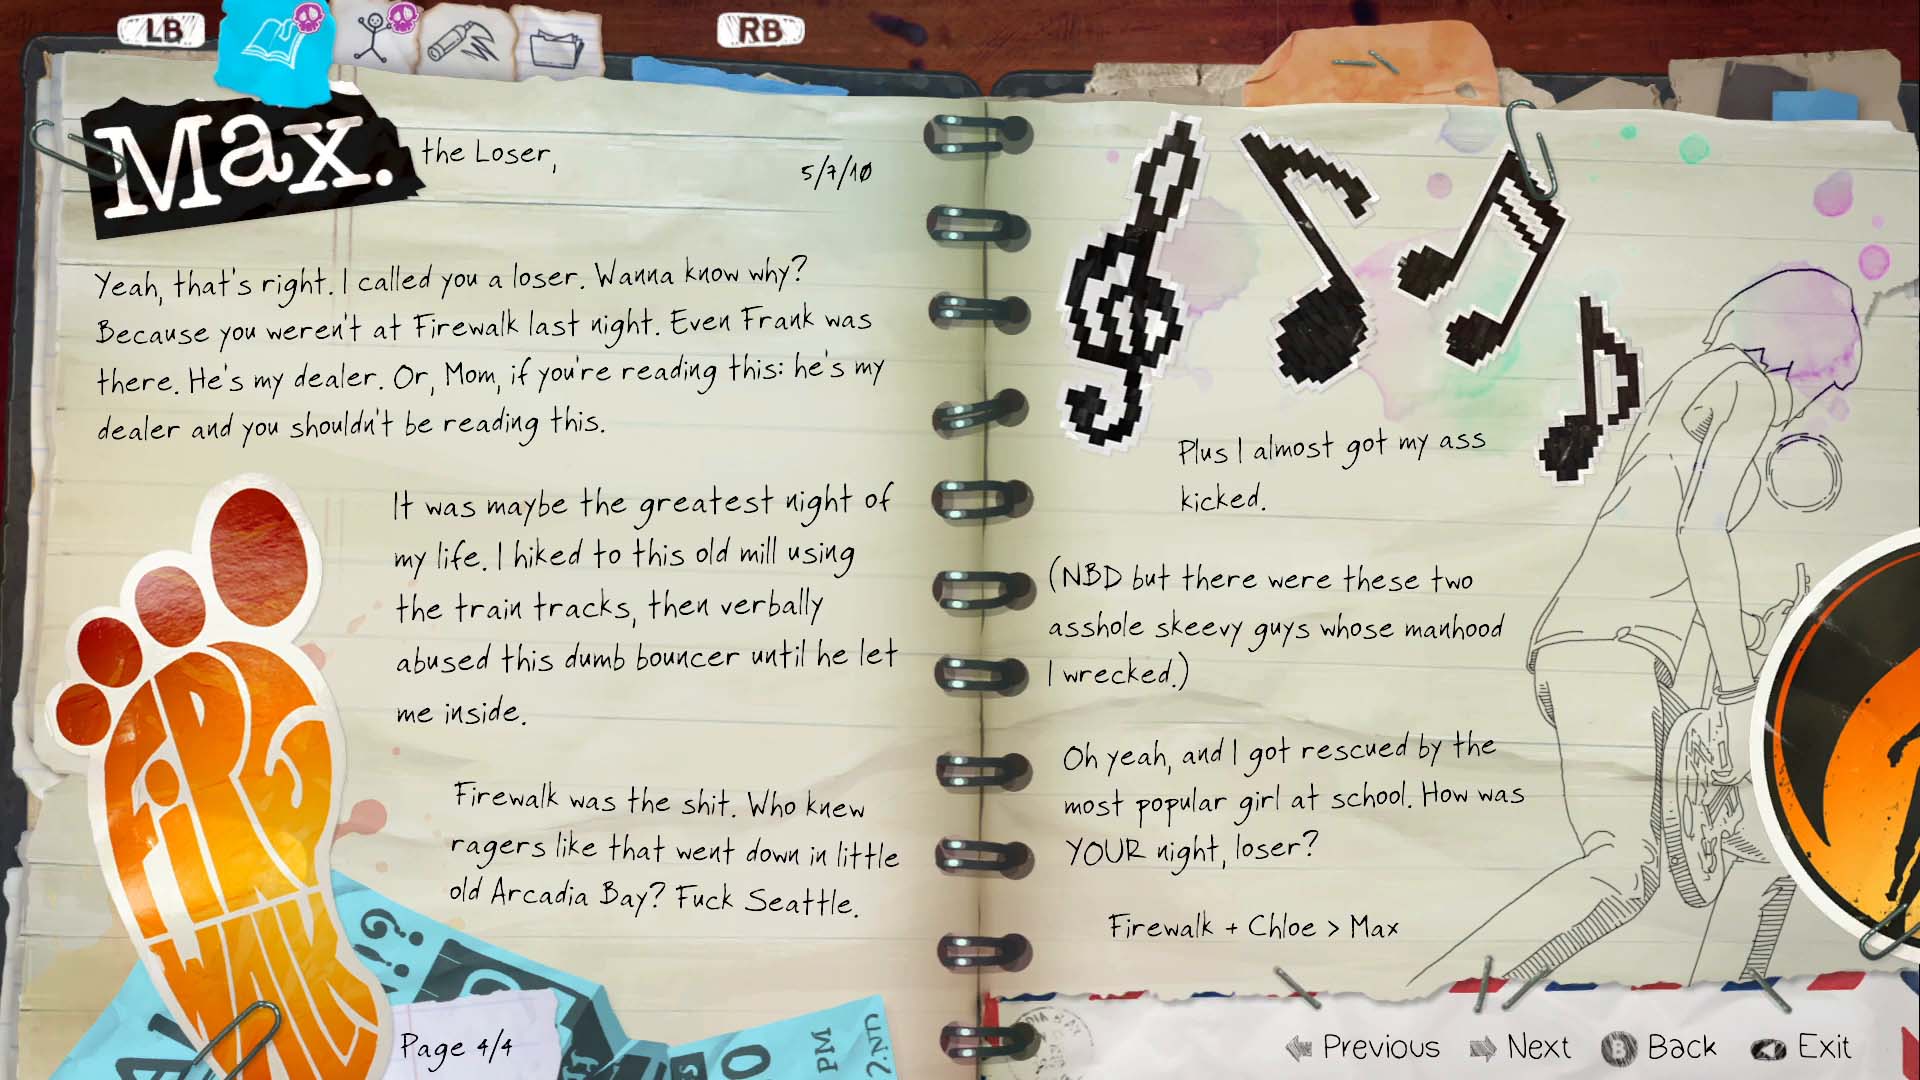 LB
RB
Max. the Loser,
5/7/10
Yeah, that's right. I called you a loser. Wanna know why?
Because you weren't at Firewalk last night. Even Frank was
there. He's my dealer. Or, Mom, if you're reading this: he's my
dealer and you shouldn't be reading this.
It was maybe the greatest night of
my life. I hiked to this old mill using
the train tracks, then verbally
abused this dumb bouncer until he let
me inside.
Firewalk was the shit. Who knew
ragers like that went down in little
old Arcadia Bay? Fuck Seattle.
FIRE
WALK
PM
Page 4/4
Plus I almost got my ass
kicked.
(NBD but there were these two
asshole skeevy guys whose manhood
I wrecked.)
Oh yeah, and I got rescued by the
most popular girl at school. How was
YOUR night, loser?
Firewalk + Chloe > Max
Previous
Next
B Back
Exit